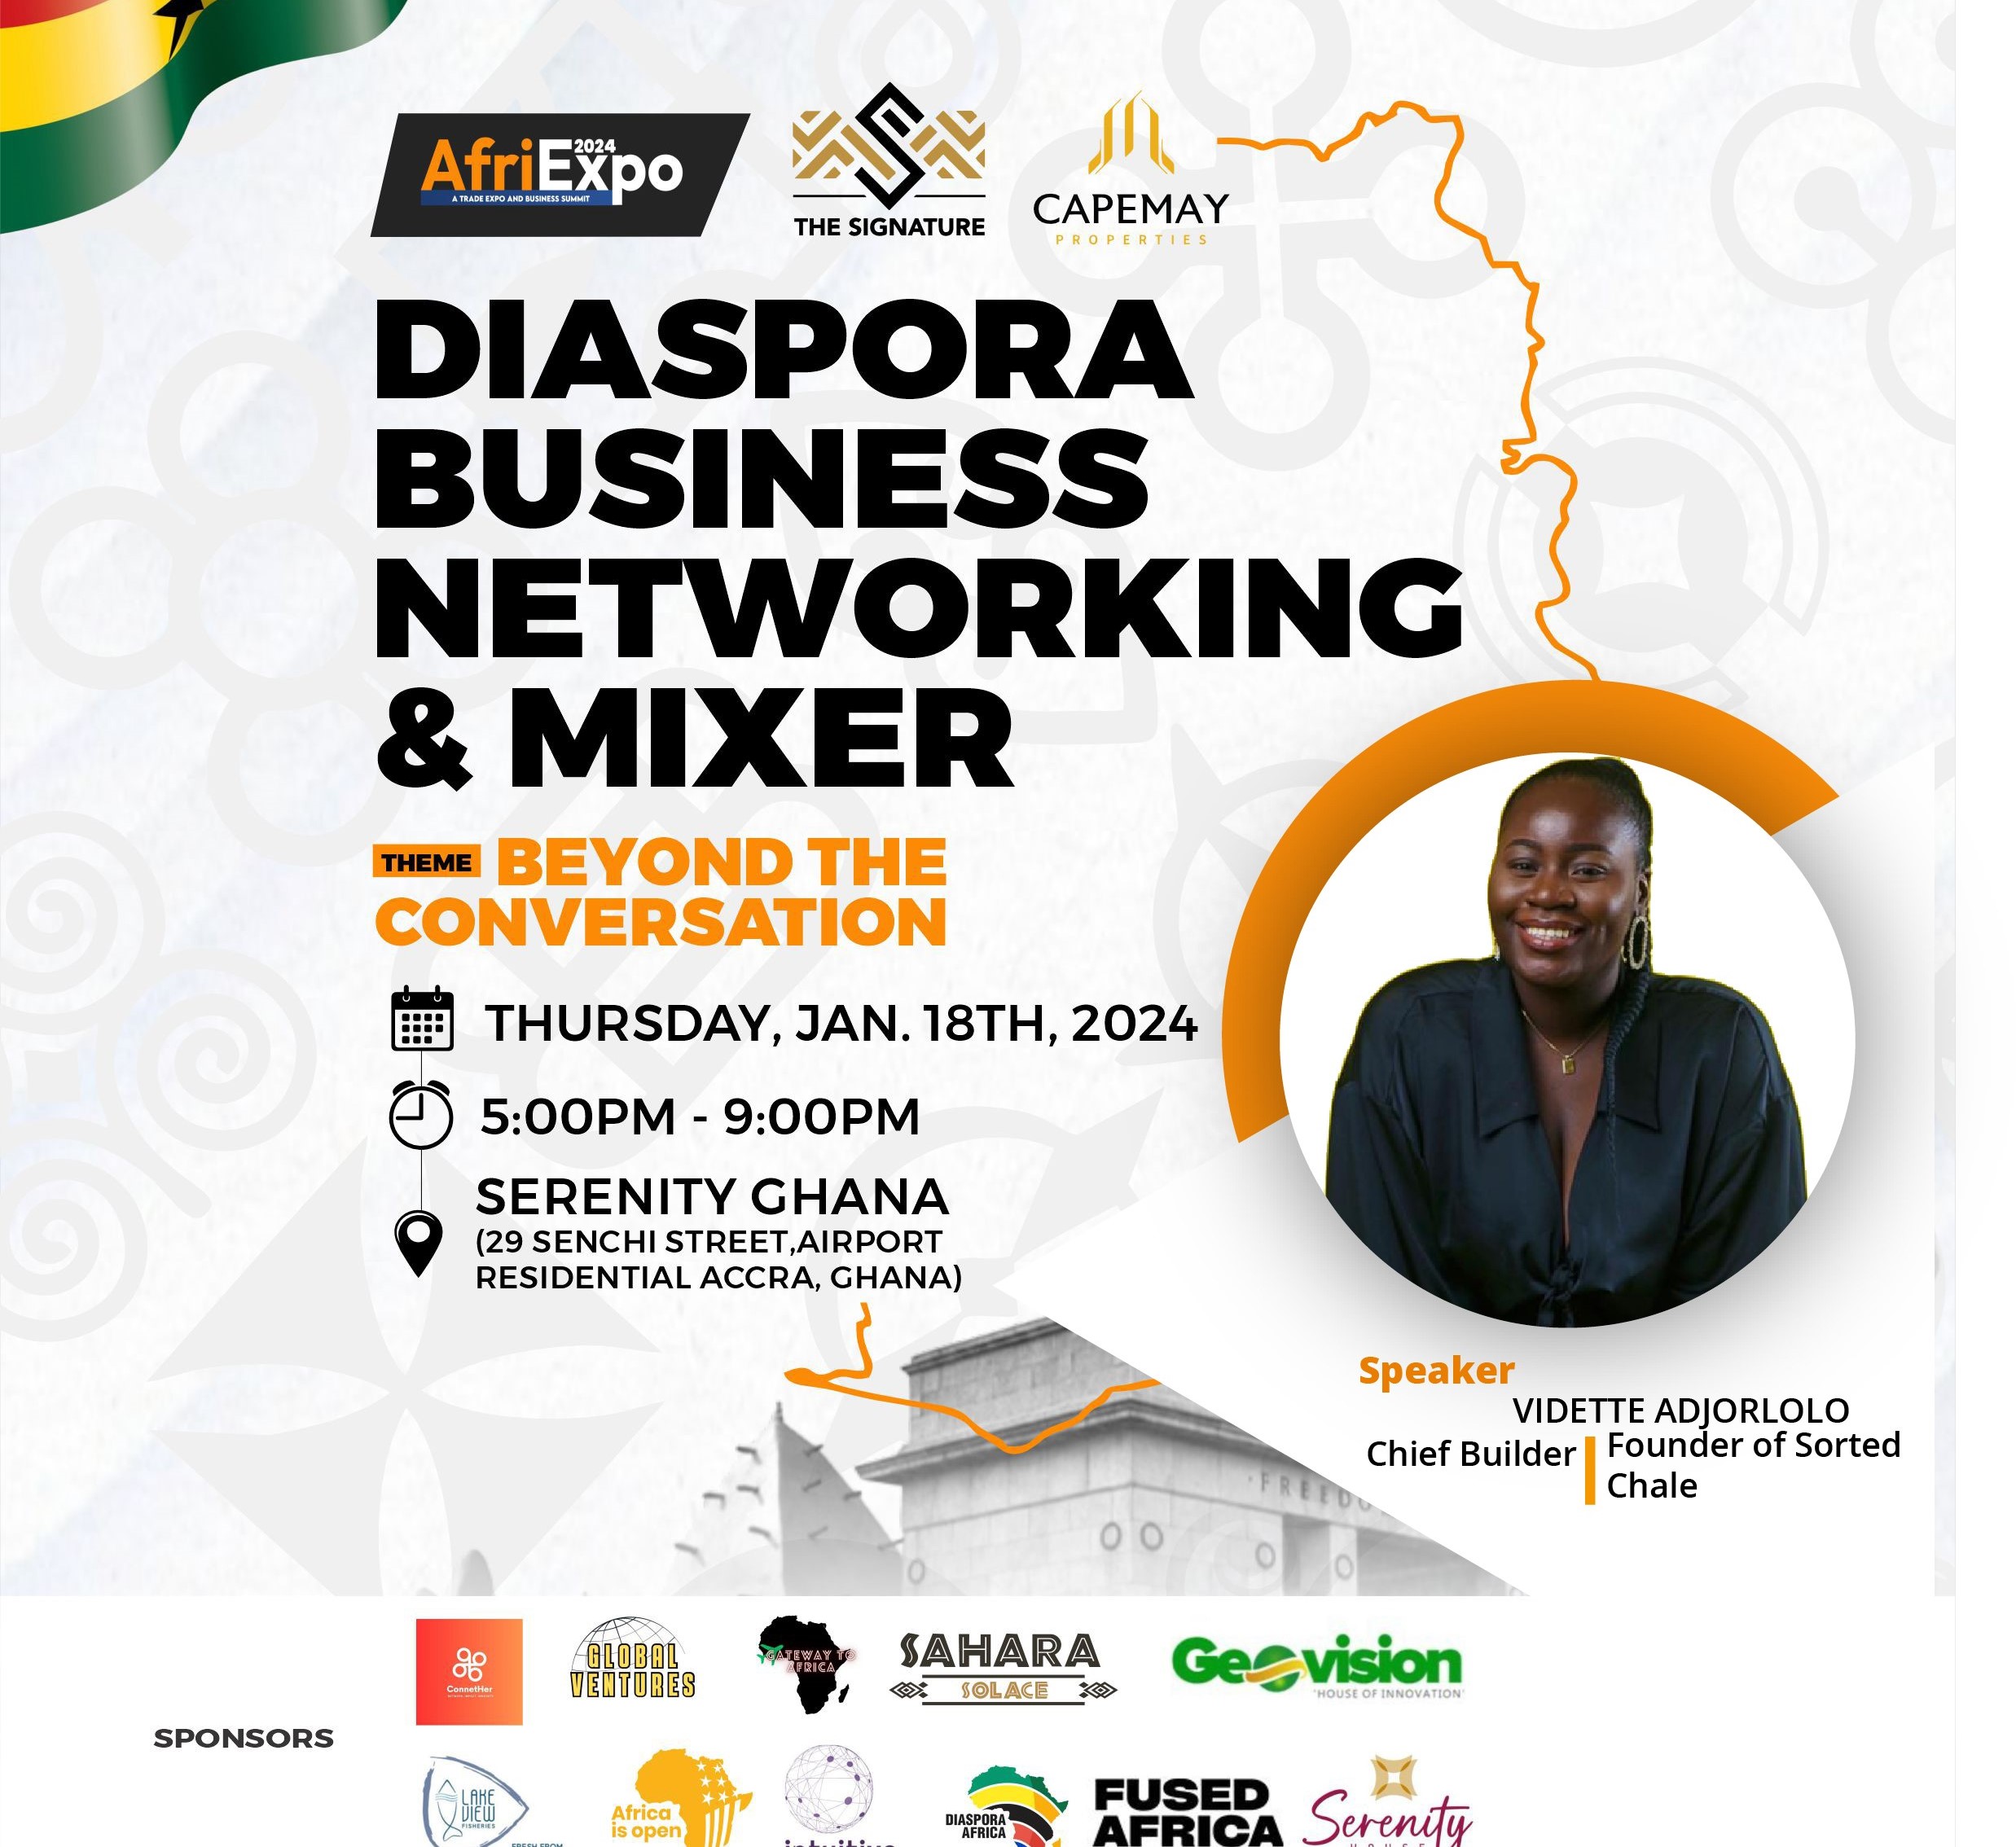 AfriExpo
2024
A TRADE EXPO AND BUSINESS SUMMIT
THE SIGNATURE
CAPEMAY
PROPERTIES
DIASPORA
BUSINESS
NETWORKING
& MIXER
THEME BEYOND THE
CONVERSATION
THURSDAY, JAN. 18TH, 2024
5:00PM - 9:00PM
SERENITY GHANA
(29 SENCHI STREET,AIRPORT
RESIDENTIAL ACCRA, GHANA)
Speaker
VIDETTE ADJORLOLO
Chief Builder
Founder of Sorted
Chale
SPONSORS
ConnetHer
GLOBAL
VENTURES
GATEWAY TO
AFRICA
SAHARA
SOLACE
Geovision
'HOUSE OF INNOVATION'
LAKE
VIEW
FISHERIES
FRESH FROM
Africa
is open
intuitive
DIASPORA
AFRICA
FUSED
AFRICA
Serenity